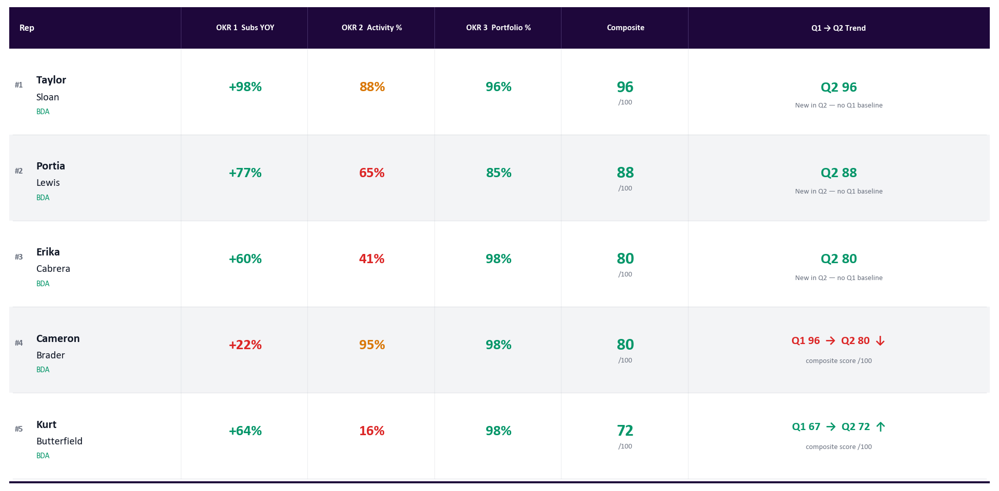 Rep OKR 1 Subs YOY OKR 2 Activity % OKR 3 Portfolio % Composite Q1 → Q2 Trend
#1 Taylor +98% 88% 96% 96 Q2 96
Sloan /100 New in Q2 — no Q1 baseline
BDA
#2 Portia +77% 65% 85% 88 Q2 88
Lewis /100 New in Q2 — no Q1 baseline
BDA
#3 Erika +60% 41% 98% 80 Q2 80
Cabrera /100 New in Q2 — no Q1 baseline
BDA
#4 Cameron +22% 95% 98% 80 Q1 96 → Q2 80 ↓
Brader /100 composite score /100
BDA
#5 Kurt +64% 16% 98% 72 Q1 67 → Q2 72 ↑
Butterfield /100 composite score /100
BDA